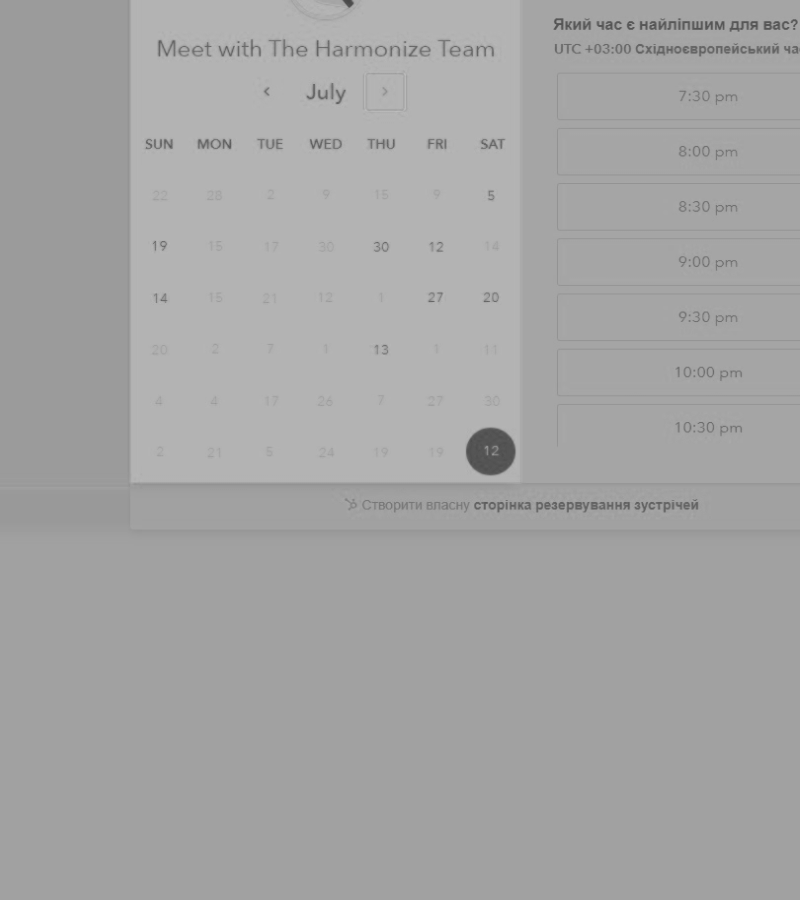 Meet with The Harmonize Team
‹ July ›
SUN MON TUE WED THU FRI SAT
22 28 2 9 15 9 5
19 15 17 30 30 12 14
14 15 21 12 1 27 20
20 2 7 1 13 1 11
4 4 17 26 7 27 30
2 21 5 24 19 19 12
Який час є найліпшим для вас?
UTC +03:00 Східноєвропейський
7:30 pm
8:00 pm
8:30 pm
9:00 pm
9:30 pm
10:00 pm
10:30 pm
Створити власну сторінка резервування зустрічей